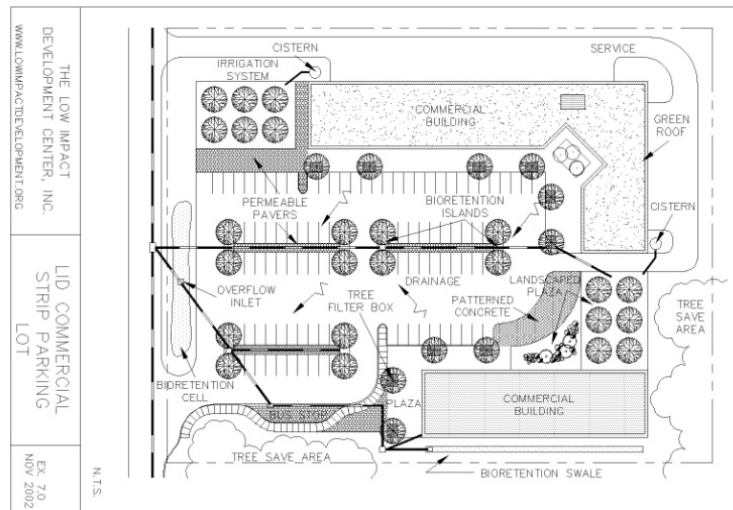 THE LOW IMPACT
DEVELOPMENT CENTER, INC.
WWW.LOWIMPACTDEVELOPMENT.ORG
LID COMMERCIAL
STRIP PARKING
LOT
EX. 7.0
NOV 2002
N.T.S.
CISTERN
IRRIGATION
SYSTEM
SERVICE
COMMERCIAL
BUILDING
GREEN
ROOF
PERMEABLE
PAVERS
BIORETENTION
ISLANDS
CISTERN
OVERFLOW
INLET
DRAINAGE
TREE
FILTER BOX
LANDSCAPED
PLAZA
PATTERNED
CONCRETE
TREE
SAVE
AREA
BIORETENTION
CELL
BUS STOP
PLAZA
COMMERCIAL
BUILDING
TREE SAVE AREA
BIORETENTION SWALE